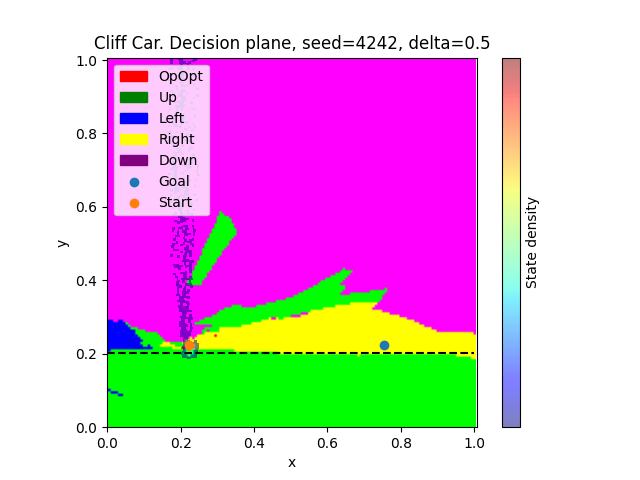 Cliff Car. Decision plane, seed=4242, delta=0.5
OpOpt
Up
Left
Right
Down
Goal
Start
1.0
0.8
0.6
0.4
0.2
0.0
y
0.0 0.2 0.4 0.6 0.8 1.0
x
State density